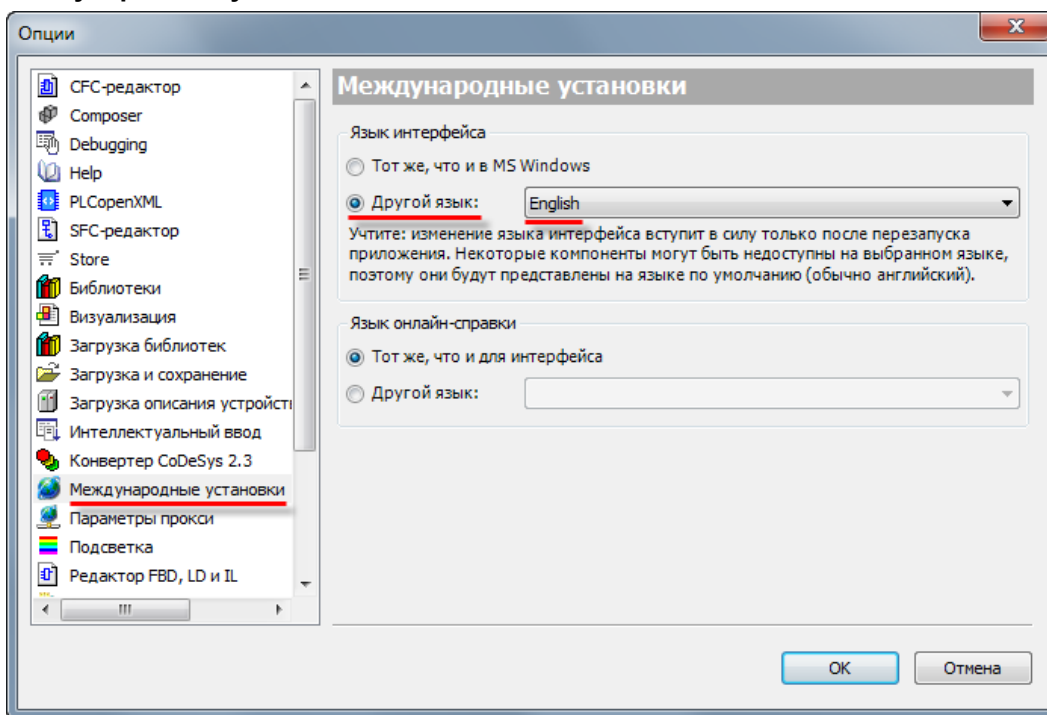 Опции
CFC-редактор
Composer
Debugging
Help
PLCopenXML
SFC-редактор
Store
Библиотеки
Визуализация
Загрузка библиотек
Загрузка и сохранение
Загрузка описания устройст
Интеллектуальный ввод
Конвертер CoDeSys 2.3
Международные установки
Параметры прокси
Подсветка
Редактор FBD, LD и IL
Международные установки
Язык интерфейса
Тот же, что и в MS Windows
Другой язык: English
Учтите: изменение языка интерфейса вступит в силу только после перезапуска
приложения. Некоторые компоненты могут быть недоступны на выбранном языке,
поэтому они будут представлены на языке по умолчанию (обычно английский).
Язык онлайн-справки
Тот же, что и для интерфейса
Другой язык:
OK Отмена